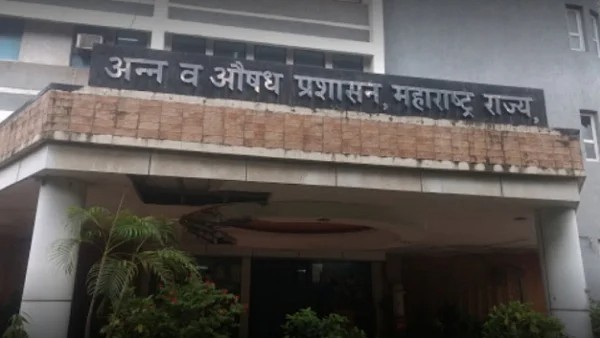 अन्न व औषध प्रशासन, महाराष्ट्र राज्य,